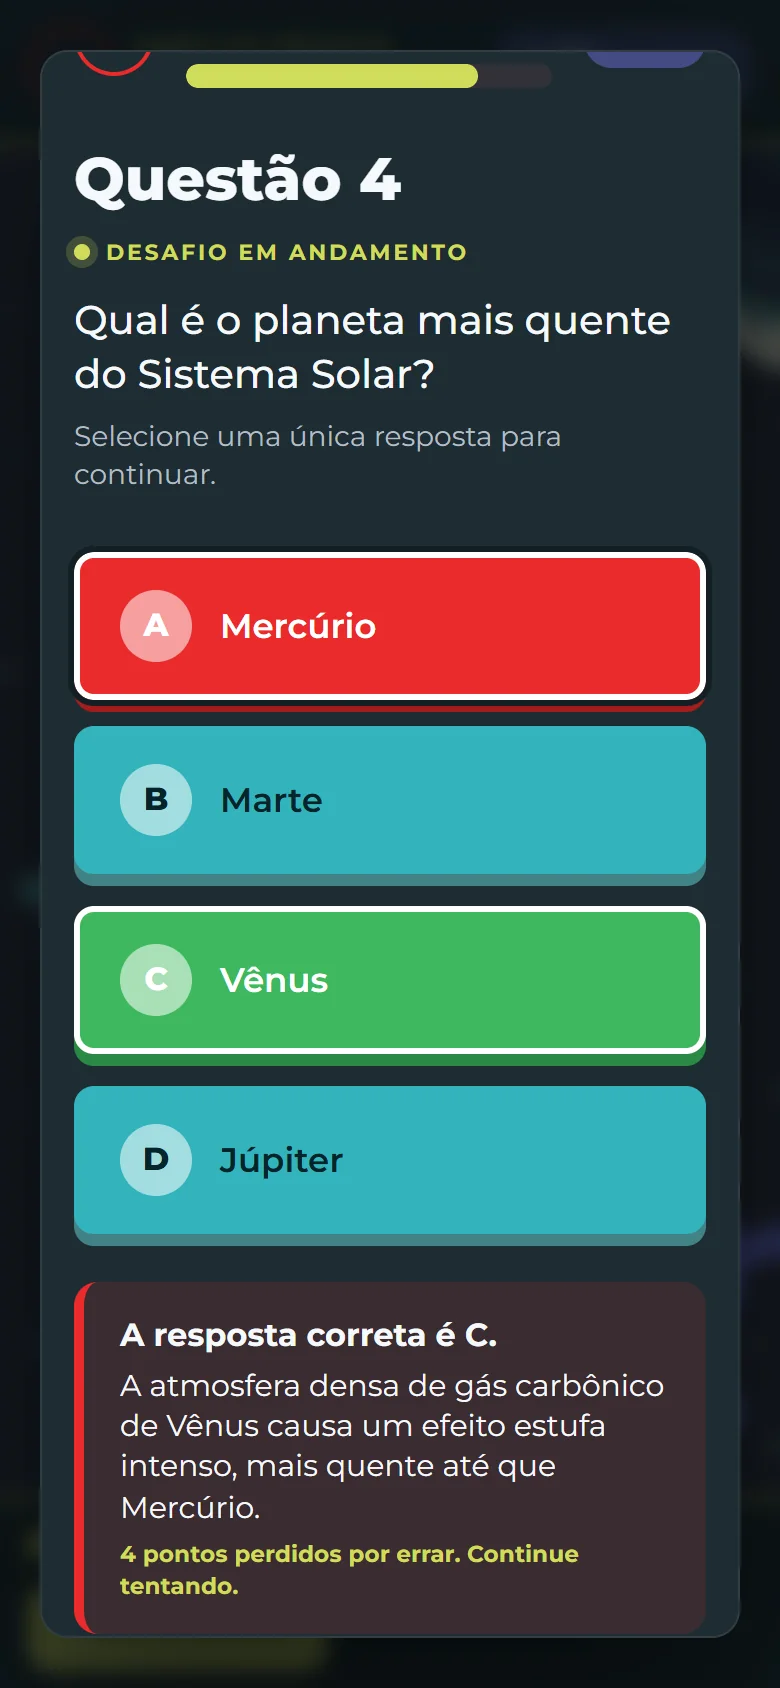 Questão 4
DESAFIO EM ANDAMENTO
Qual é o planeta mais quente
do Sistema Solar?
Selecione uma única resposta para
continuar.
A Mercúrio
B Marte
C Vênus
D Júpiter
A resposta correta é C.
A atmosfera densa de gás carbônico
de Vênus causa um efeito estufa
intenso, mais quente até que
Mercúrio.
4 pontos perdidos por errar. Continue
tentando.